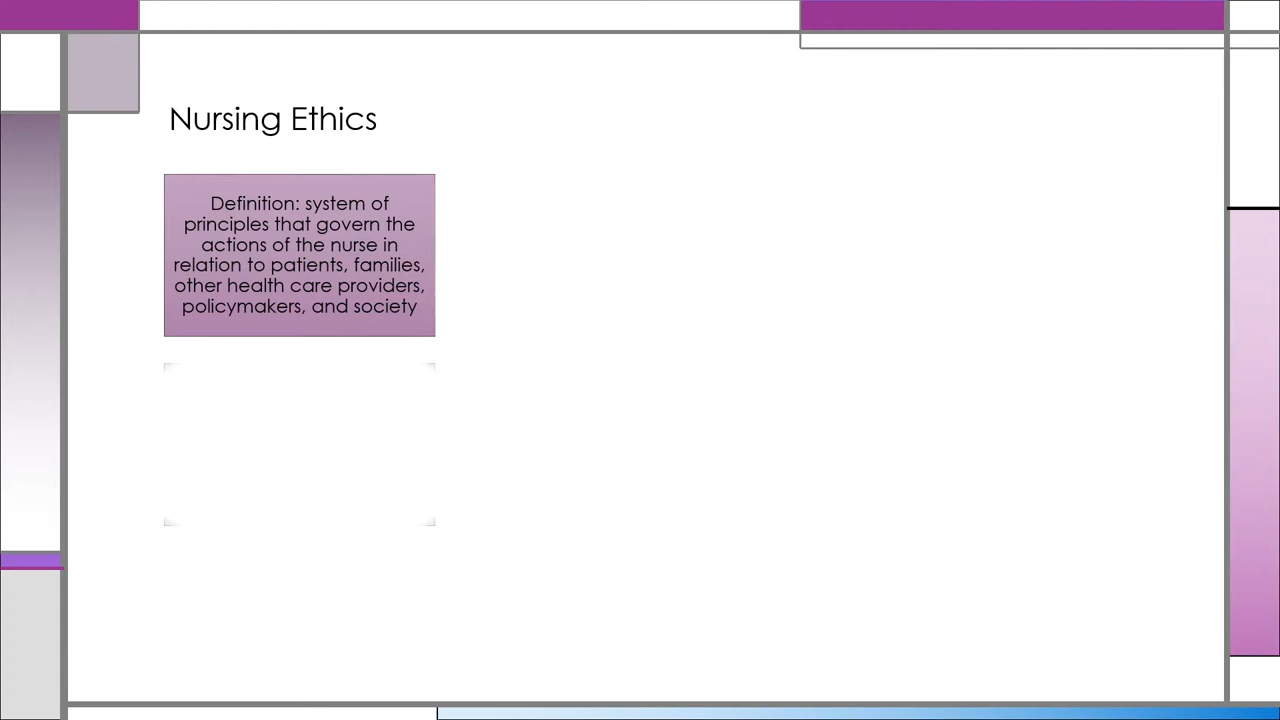 Nursing Ethics
Definition: system of
principles that govern the
actions of the nurse in
relation to patients, families,
other health care providers,
policymakers, and society